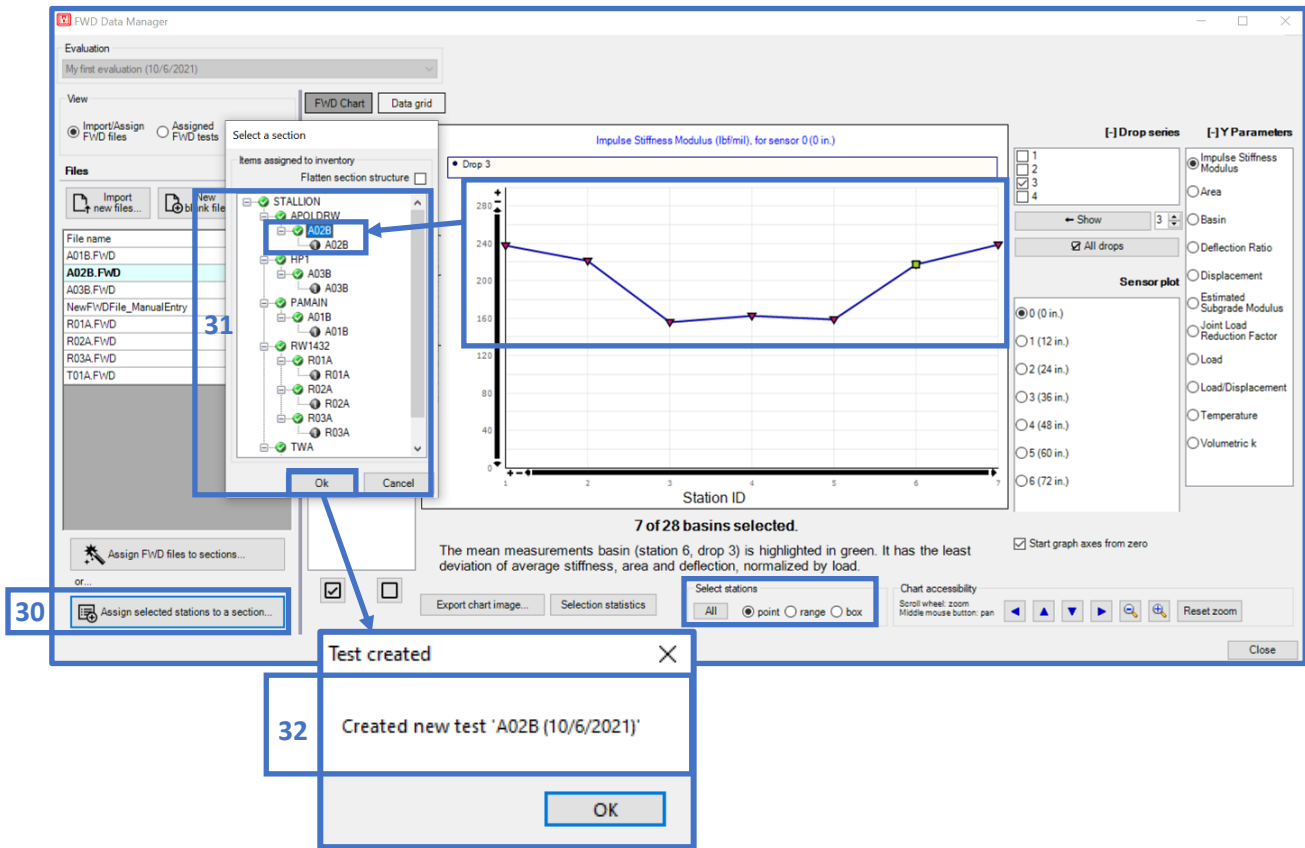 FWD Data Manager
Evaluation
My first evaluation (10/6/2021)
View
Import/Assign
FWD files
Assigned
FWD tests
Files
Import
new files...
New
blank file
File name
A01B.FWD
A02B.FWD
A03B.FWD
NewFWDFile_ManualEntry
R01A.FWD
R02A.FWD
R03A.FWD
T01A.FWD
Assign FWD files to sections...
or...
30
Assign selected stations to a section...
FWD Chart
Data grid
Select a section
Items assigned to inventory
Flatten section structure
STALLION
APOLDRW
A02B
A02B
HP1
A03B
A03B
PAMAIN
A01B
A01B
31
RW1432
R01A
R01A
R02A
R02A
R03A
R03A
TWA
Ok
Cancel
Impulse Stiffness Modulus (lbf/mil), for sensor 0 (0 in.)
Drop 3
+
−
280
240
200
160
120
80
40
0
+ −
1 2 3 4 5 6 7
Station ID
7 of 28 basins selected.
The mean measurements basin (station 6, drop 3) is highlighted in green. It has the least
deviation of average stiffness, area and deflection, normalized by load.
Export chart image...
Selection statistics
Select stations
All
point
range
box
Chart accessibility
Scroll wheel: zoom
Middle mouse button: pan
Reset zoom
Close
[-] Drop series
1
2
3
4
← Show
3
All drops
Sensor plot
0 (0 in.)
1 (12 in.)
2 (24 in.)
3 (36 in.)
4 (48 in.)
5 (60 in.)
6 (72 in.)
Start graph axes from zero
[-] Y Parameters
Impulse Stiffness
Modulus
Area
Basin
Deflection Ratio
Displacement
Estimated
Subgrade Modulus
Joint Load
Reduction Factor
Load
Load/Displacement
Temperature
Volumetric k
Test created
32
Created new test 'A02B (10/6/2021)'
OK